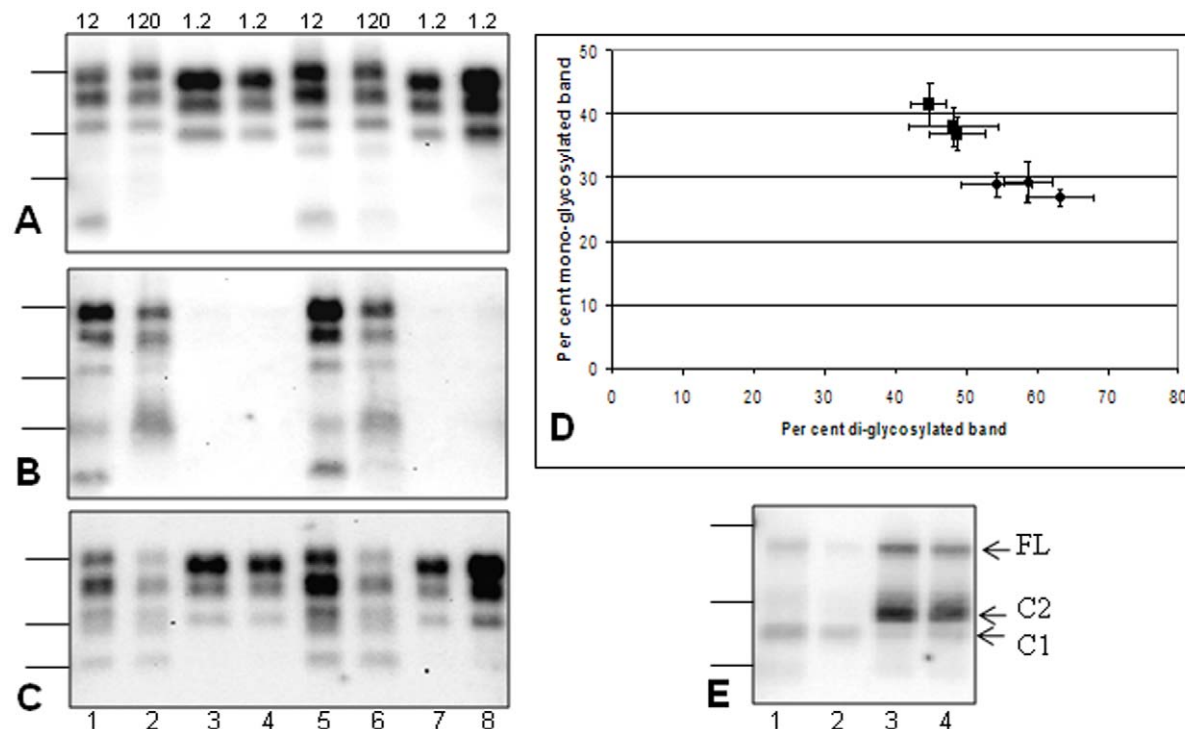 12 120 1.2 1.2 12 120 1.2 1.2
A
B
C
1 2 3 4 5 6 7 8
50
40
30
20
10
0
Per cent mono-glycosylated band
0 10 20 30 40 50 60 70 80
D
Per cent di-glycosylated band
FL
C2
C1
E
1 2 3 4